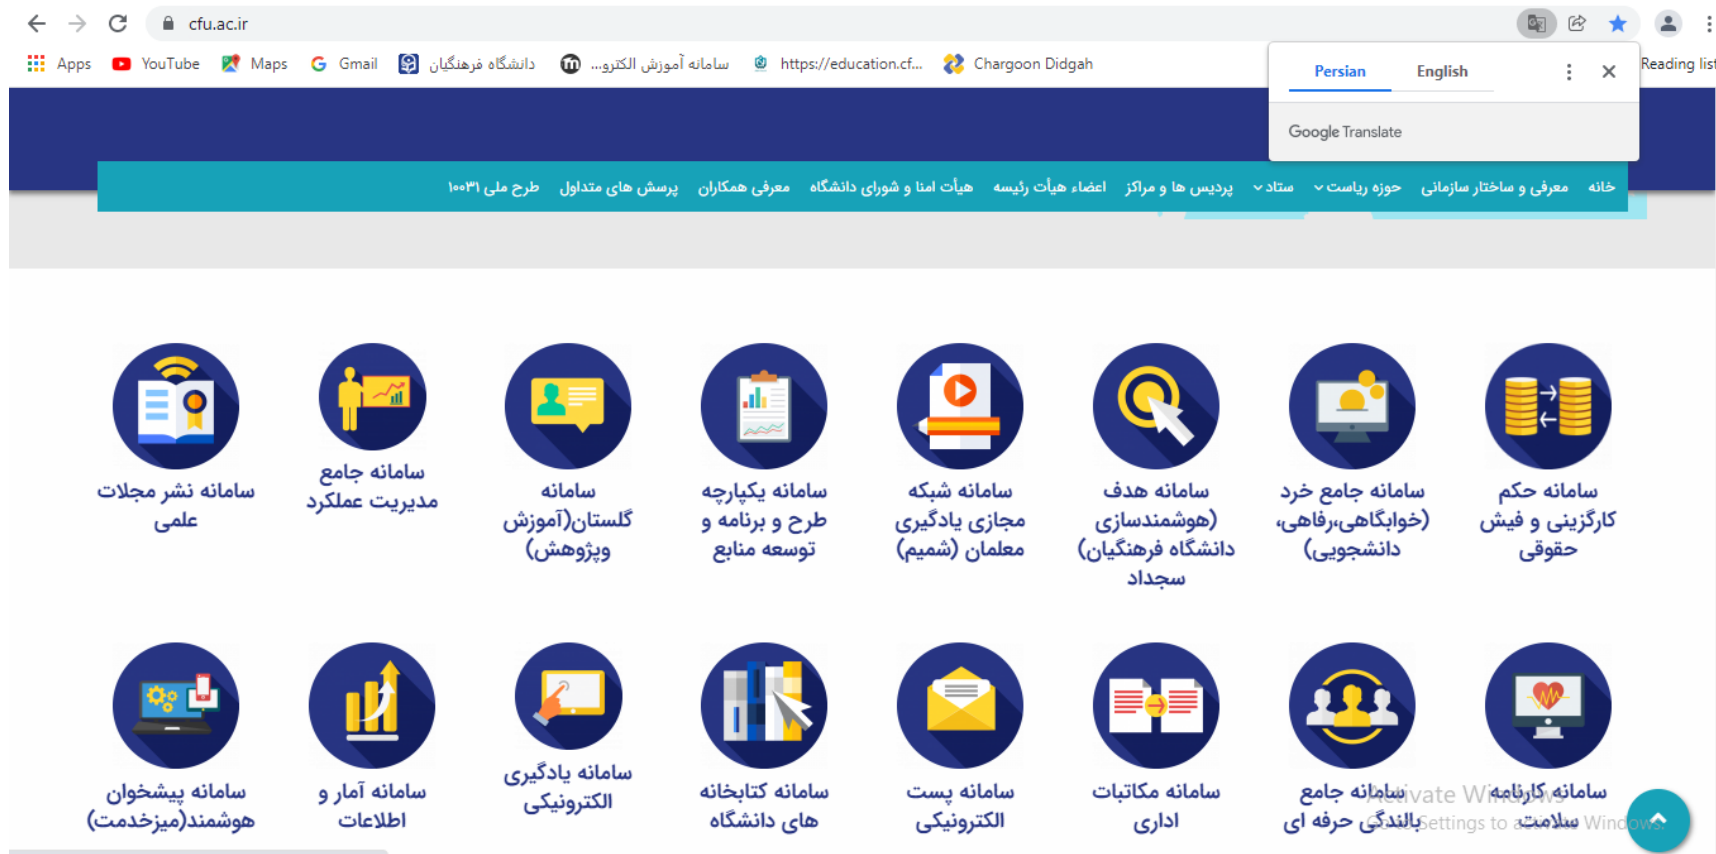 cfu.ac.ir
Apps YouTube Maps Gmail دانشگاه فرهنگیان سامانه آموزش الکترو... https://education.cf... Chargoon Didgah Reading list
Persian English
Google Translate
خانه معرفی و ساختار سازمانی حوزه ریاست ستاد پردیس ها و مراکز اعضاء هیأت رئیسه هیأت امنا و شورای دانشگاه معرفی همکاران پرسش های متداول طرح ملی ۱۰۰۳۱
سامانه حکم
کارگزینی و فیش
حقوقی
سامانه جامع خرد
(خوابگاهی،رفاهی،
دانشجویی)
سامانه هدف
(هوشمندسازی
دانشگاه فرهنگیان)
سجداد
سامانه شبکه
مجازی یادگیری
معلمان (شمیم)
سامانه یکپارچه
طرح و برنامه و
توسعه منابع
سامانه
گلستان(آموزش
وپژوهش)
سامانه جامع
مدیریت عملکرد
سامانه نشر مجلات
علمی
سامانه کارنامه
سلامت
سامانه جامع
بالندگی حرفه ای
سامانه مکاتبات
اداری
سامانه پست
الکترونیکی
سامانه کتابخانه
های دانشگاه
سامانه یادگیری
الکترونیکی
سامانه آمار و
اطلاعات
سامانه پیشخوان
هوشمند(میزخدمت)
Activate Windows
Go to Settings to activate Windows.